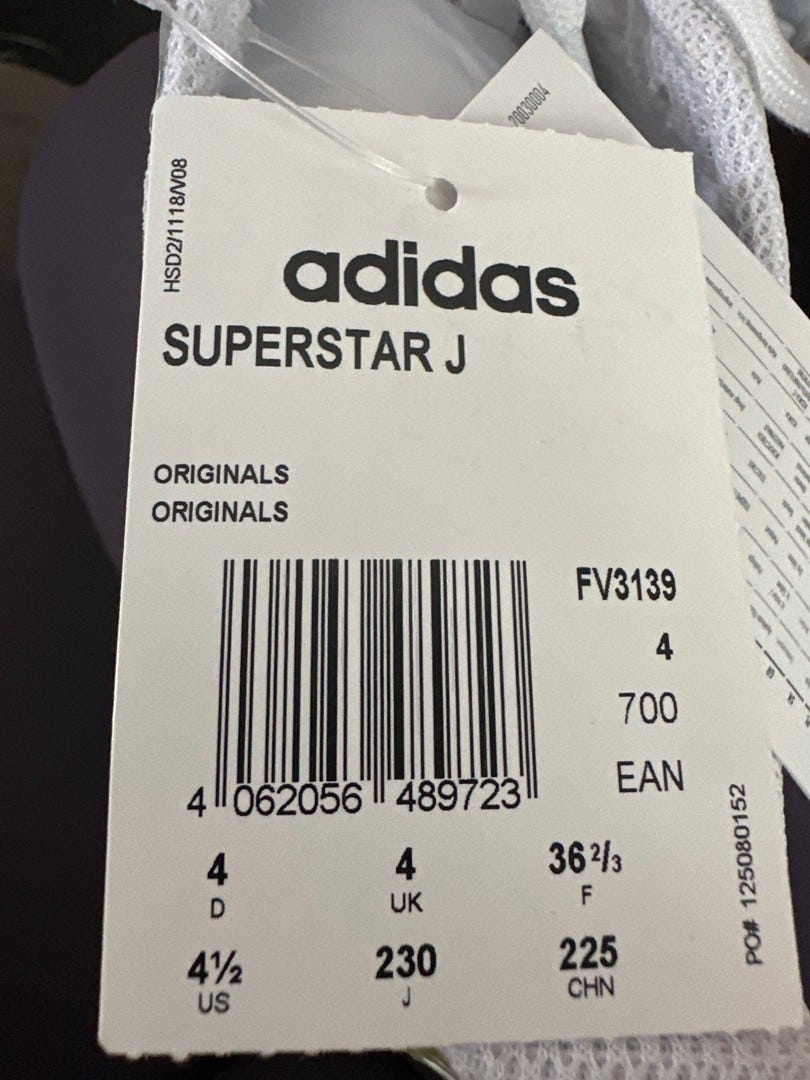 20030004
HSD2/1118/V08
adidas
SUPERSTAR J
ORIGINALS
ORIGINALS
FV3139
4
700
EAN
4 062056 489723
4 4 36 2/3
D UK F
4½ 230 225
US J CHN
PO# 125080152